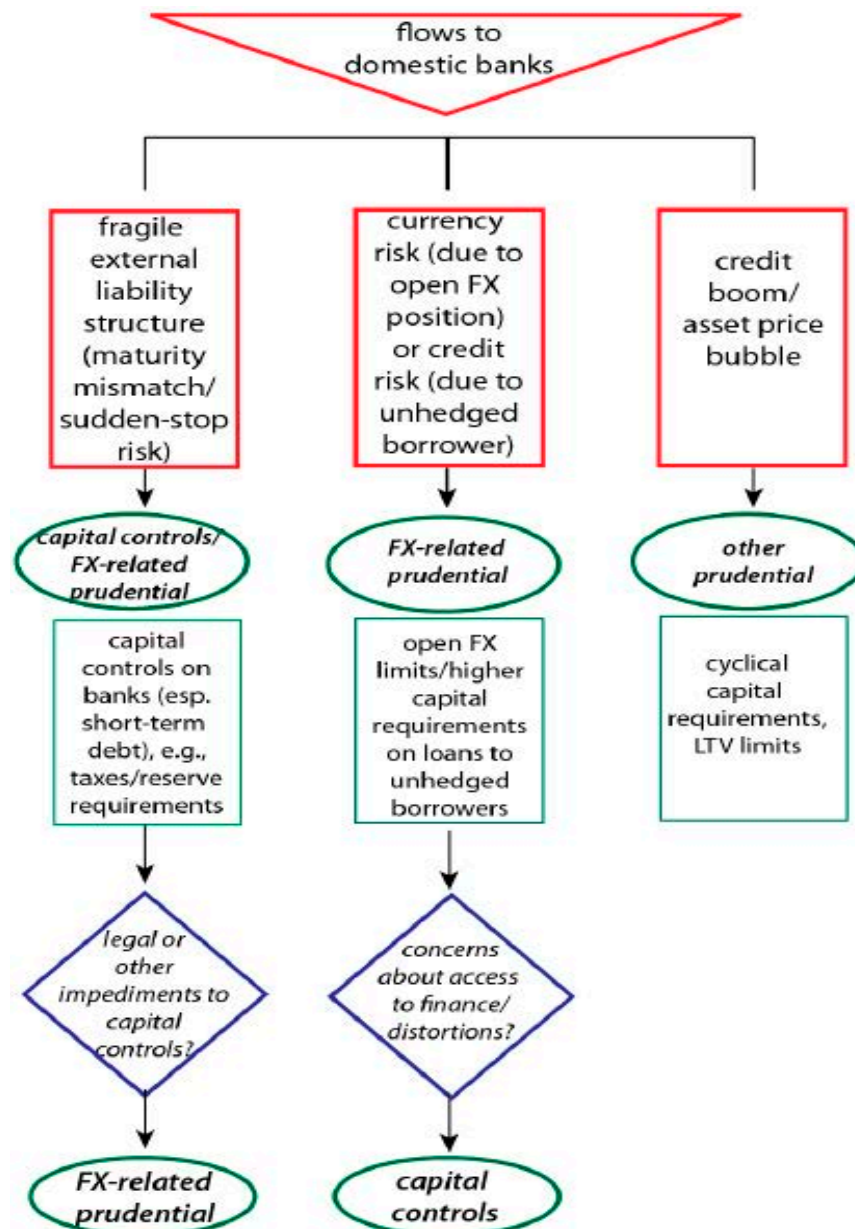 flows to
domestic banks
fragile
external
liability
structure
(maturity
mismatch/
sudden-stop
risk)
currency
risk (due to
open FX
position)
or credit
risk (due to
unhedged
borrower)
credit
boom/
asset price
bubble
Capital controls/
FX-related
prudential
FX-related
prudential
other
prudential
capital
controls on
banks (esp.
short-term
debt), e.g.,
taxes/reserve
requirements
open FX
limits/higher
capital
requirements
on loans to
unhedged
borrowers
cyclical
capital
requirements,
LTV limits
legal or
other
impediments to
capital
controls?
concerns
about access
to finance/
distortions?
FX-related
prudential
capital
controls